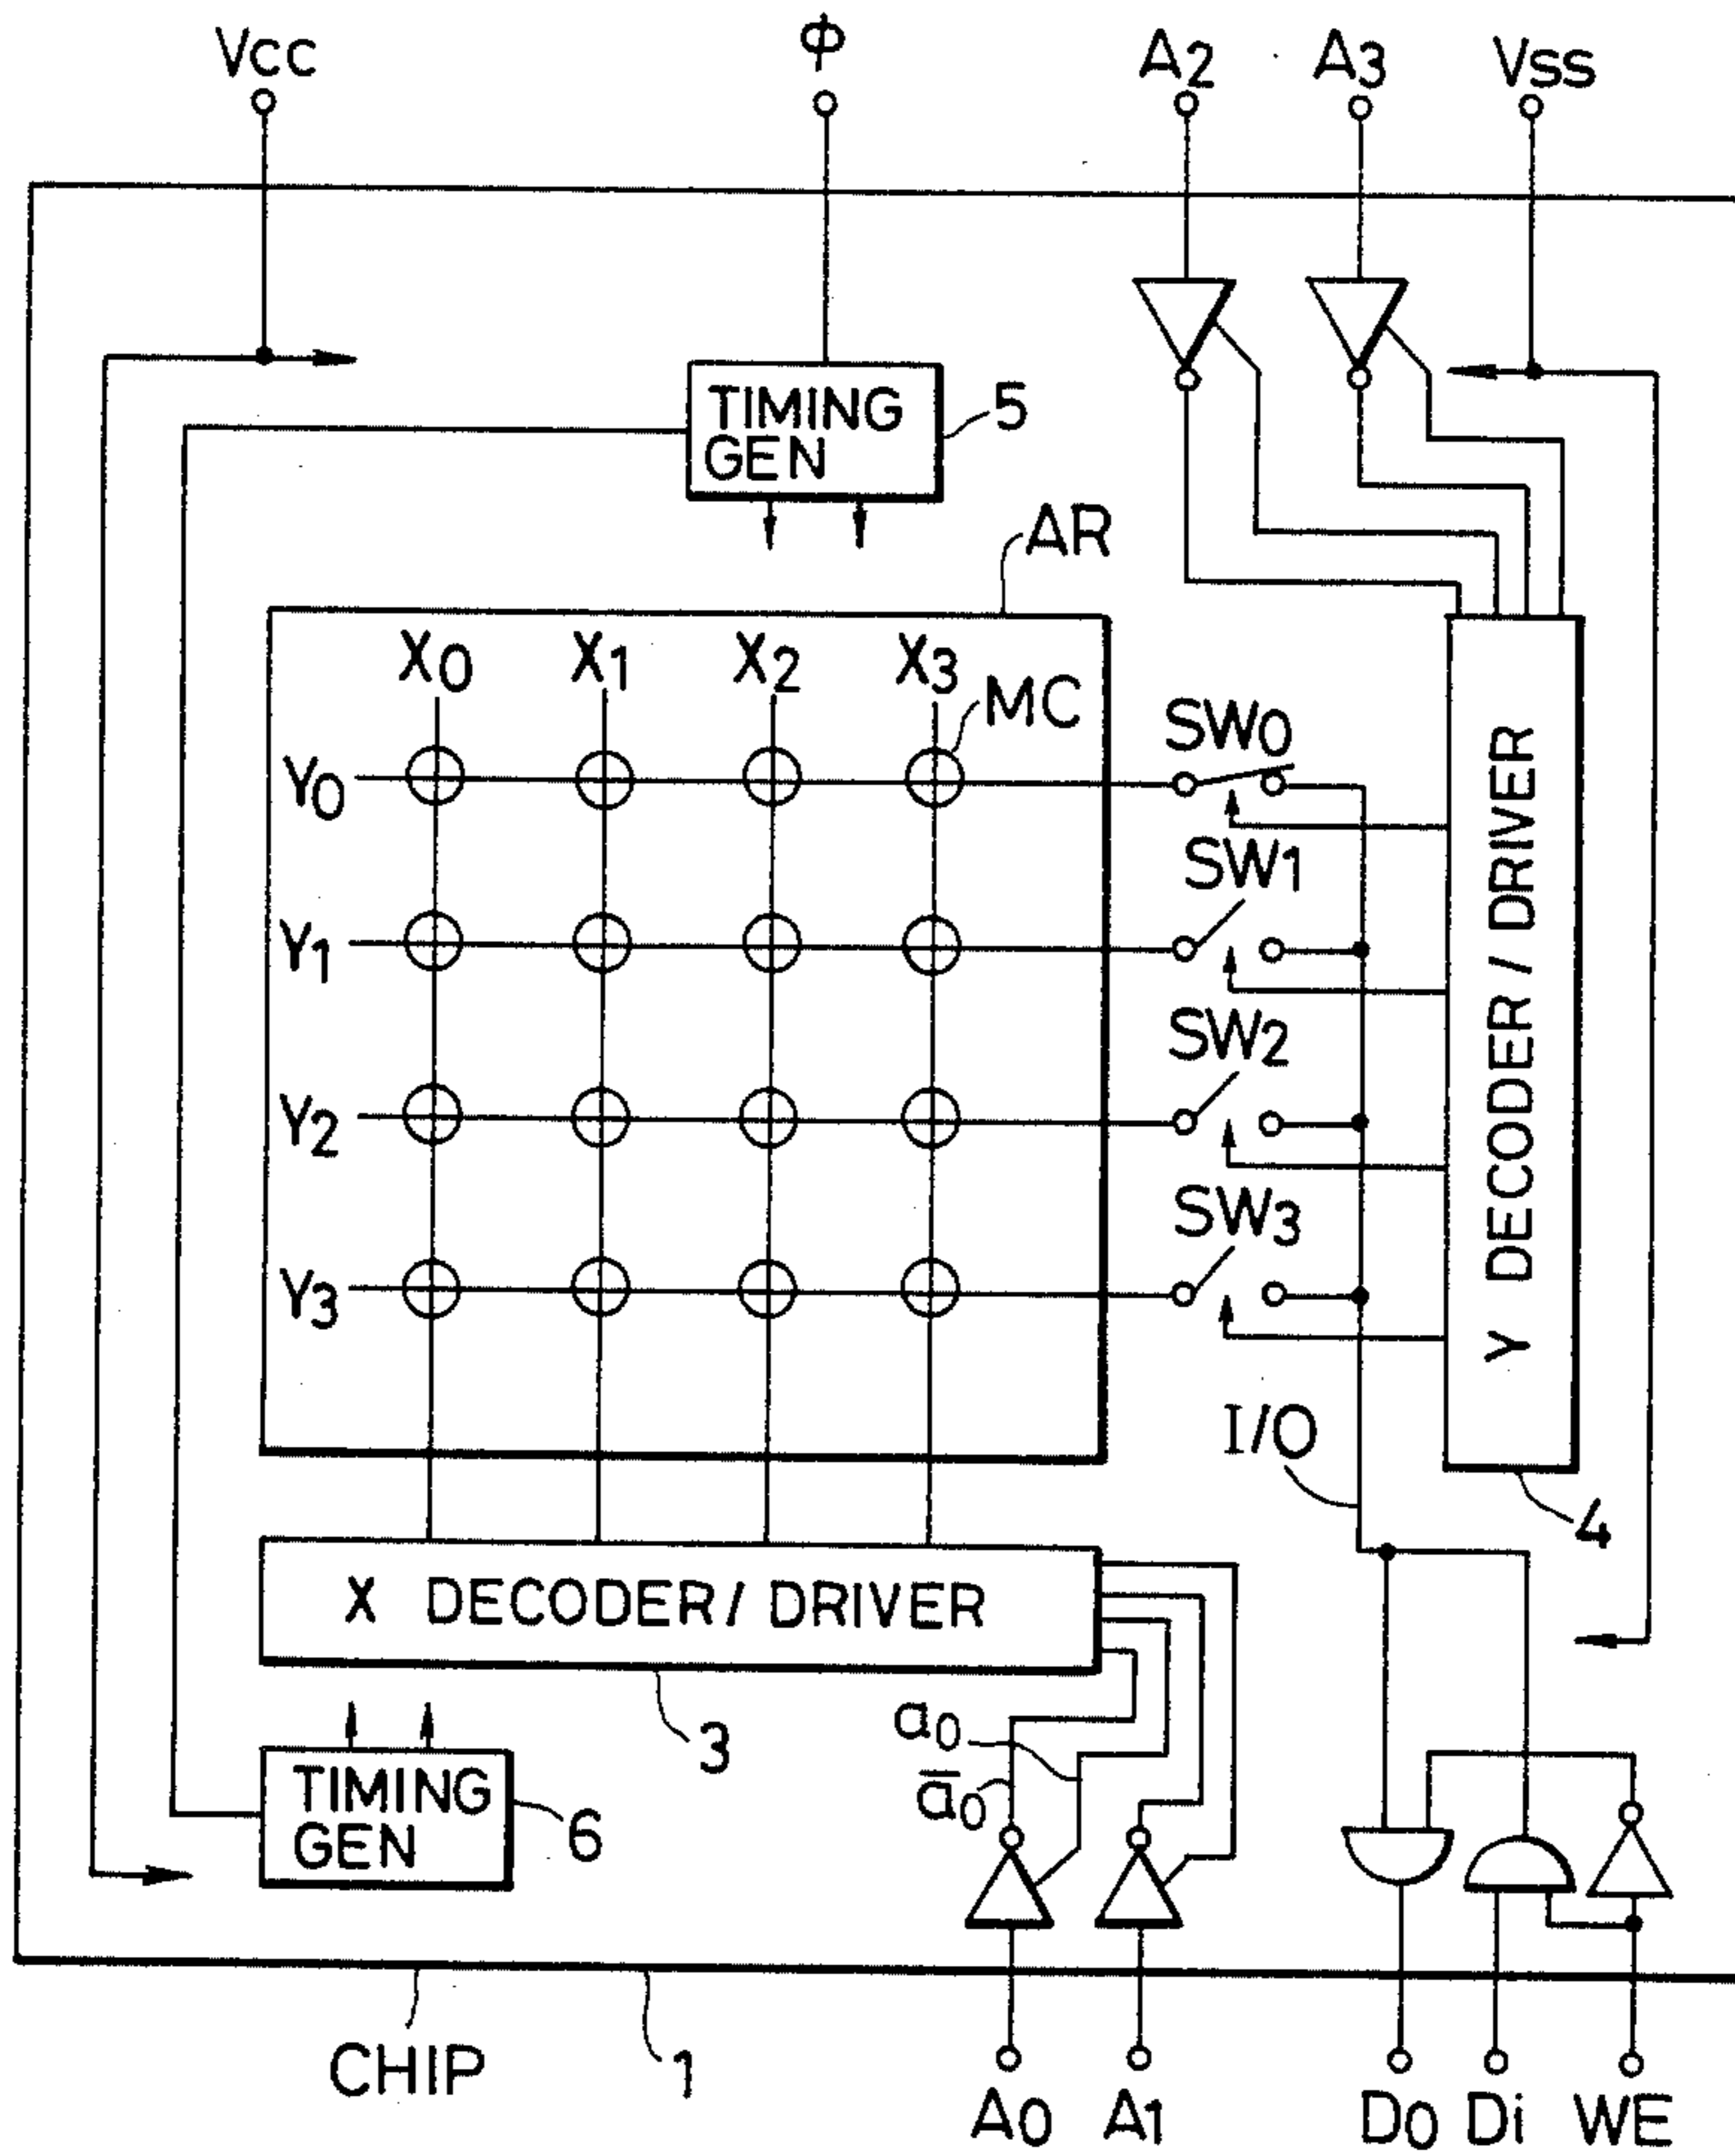 Vcc ϕ A2 A3 Vss
TIMING
GEN
5
AR
X0 X1 X2 X3
MC
Y0
SW0
SW1
Y1
SW2
Y2
SW3
Y3
Y DECODER / DRIVER
I/O
4
X DECODER / DRIVER
3
a0
a̅0
TIMING
GEN
6
CHIP
1
A0 A1 D0 Di WE